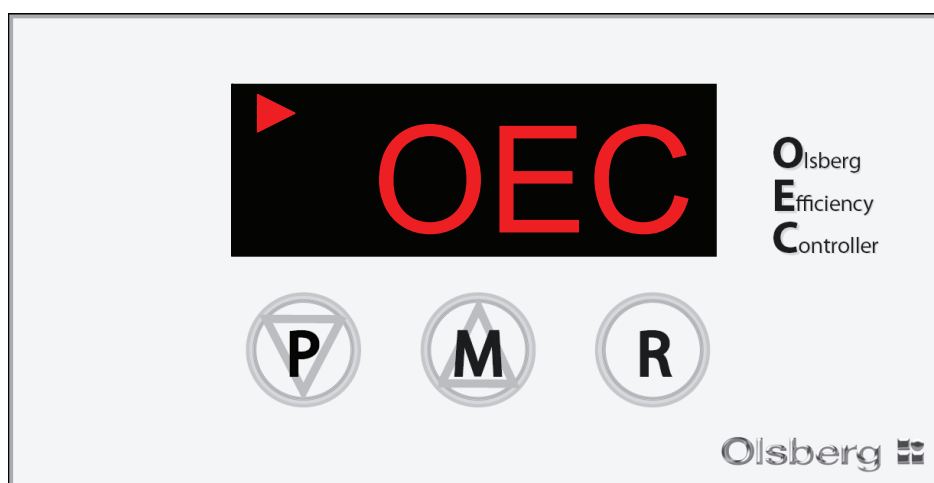 OEC
Olsberg
Efficiency
Controller
P M R
Olsberg